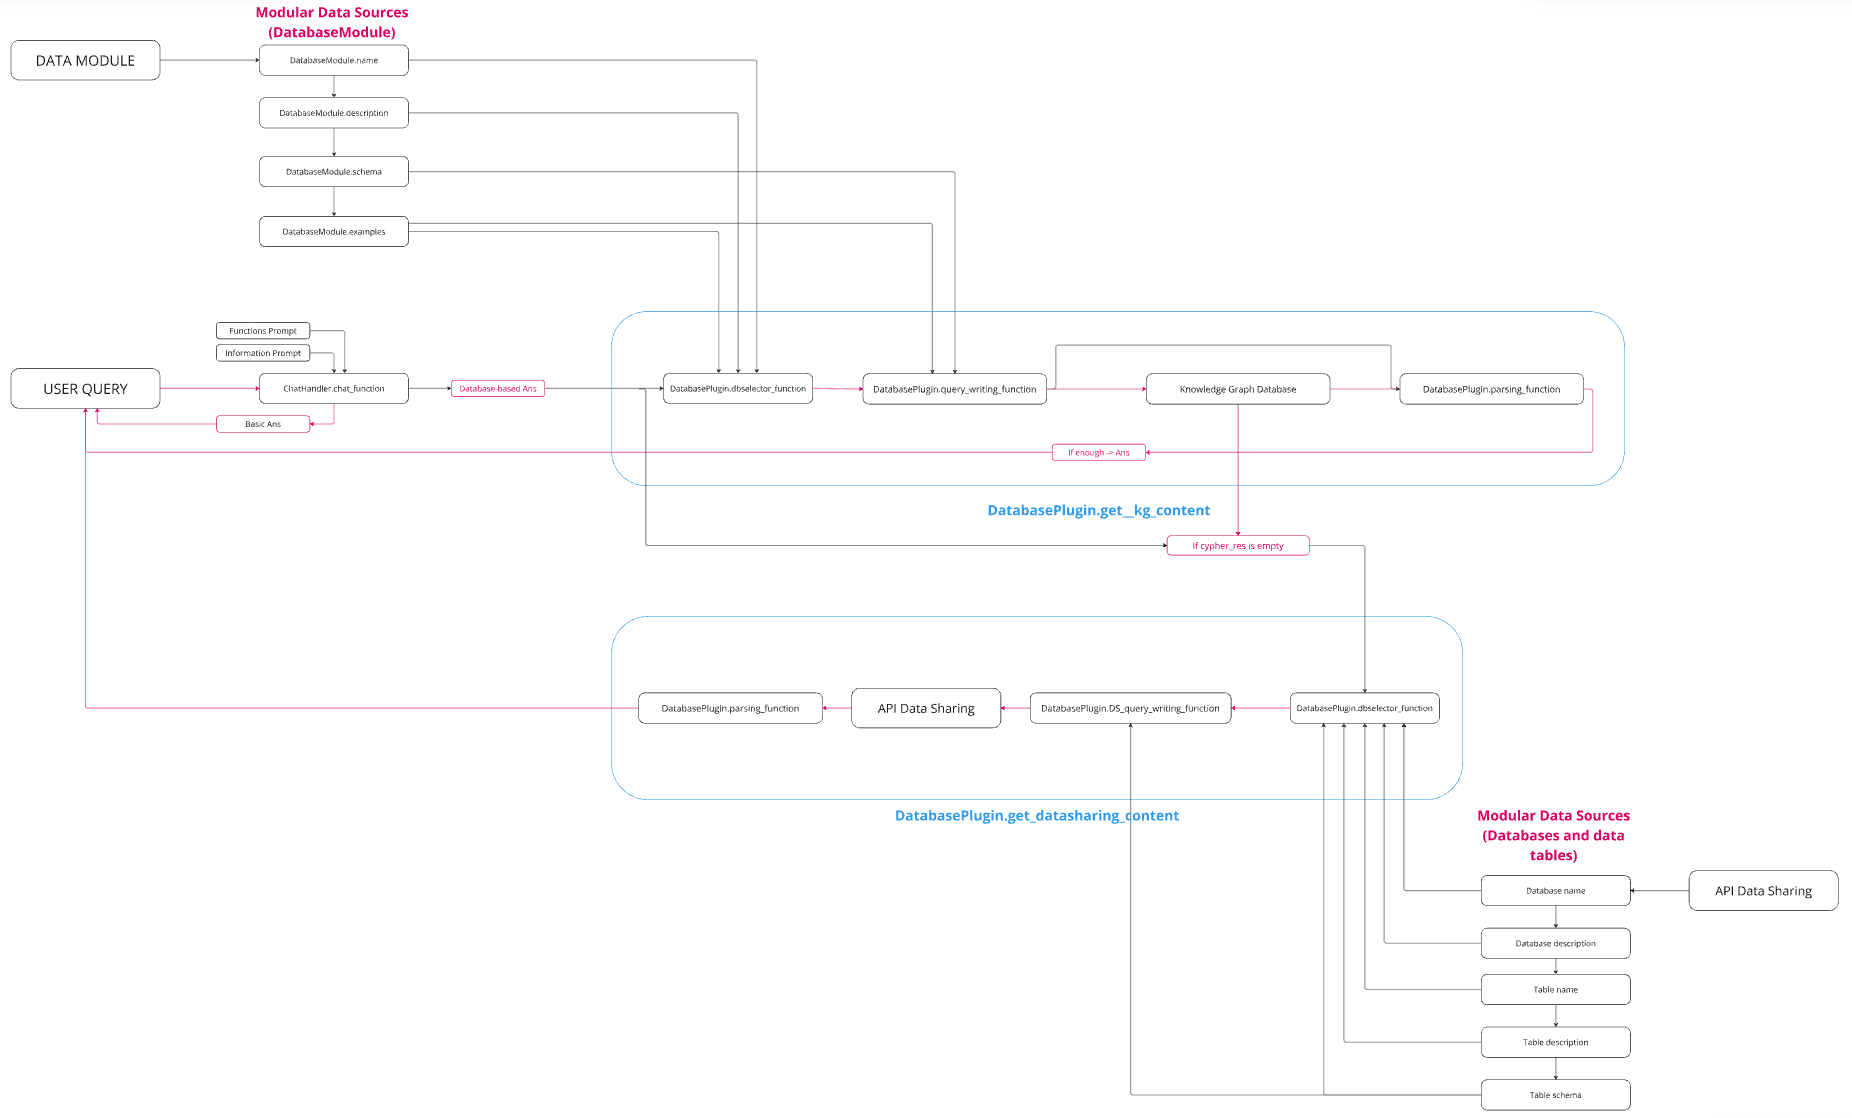 Modular Data Sources
(DatabaseModule)
DATA MODULE
DatabaseModule.name
DatabaseModule.description
DatabaseModule.schema
DatabaseModule.examples
Functions Prompt
Information Prompt
USER QUERY
ChatHandler.chat_function
Database-based Ans
DatabasePlugin.dbselector_function
DatabasePlugin.query_writing_function
Knowledge Graph Database
DatabasePlugin.parsing_function
Basic Ans
If enough -> Ans
DatabasePlugin.get__kg_content
If cypher_res is empty
DatabasePlugin.parsing_function
API Data Sharing
DatabasePlugin.DS_query_writing_function
DatabasePlugin.dbselector_function
DatabasePlugin.get_datasharing_content
Modular Data Sources
(Databases and data
tables)
Database name
API Data Sharing
Database description
Table name
Table description
Table schema